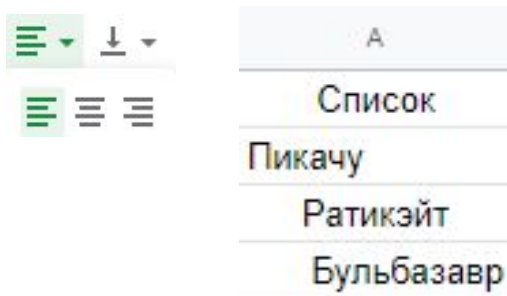 A
Список
Пикачу
Ратикэйт
Бульбазавр